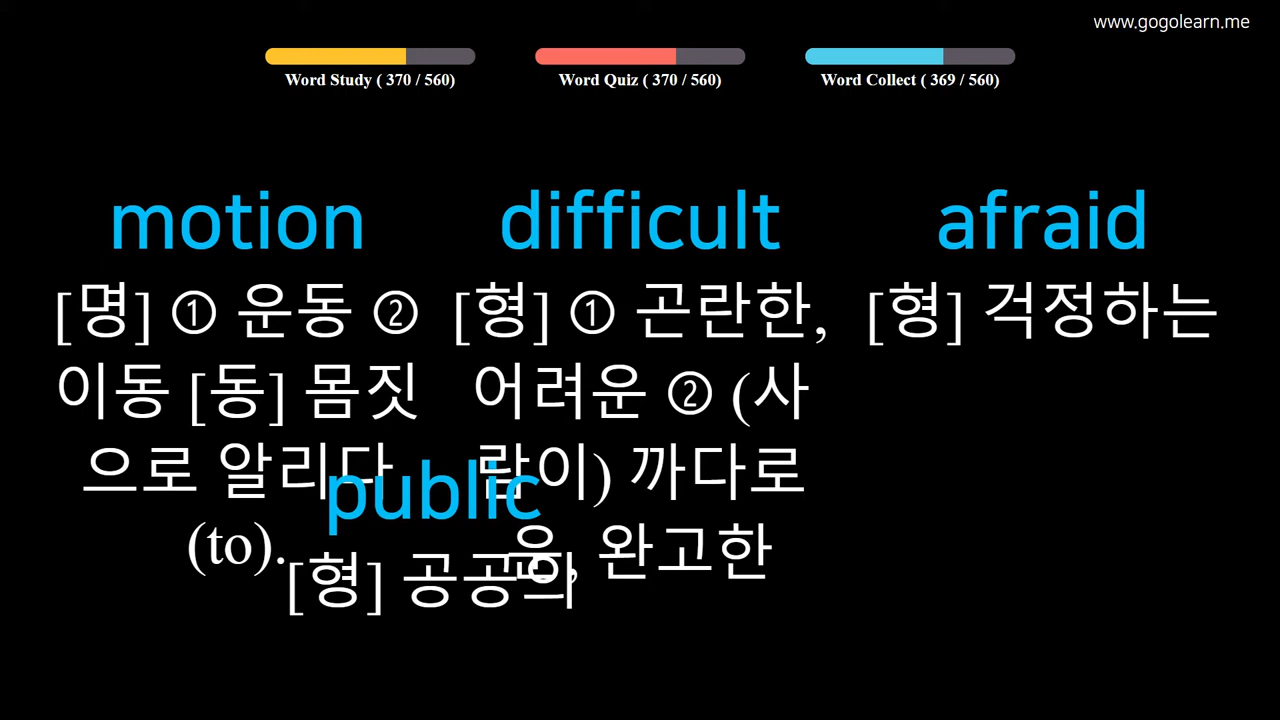 www.gogolearn.me
Word Study ( 370 / 560)
Word Quiz ( 370 / 560)
Word Collect ( 369 / 560)
motion
[명] ① 운동 ②
이동 [동] 몸짓
으로 알리다
(to).
difficult
[형] ① 곤란한,
어려운 ② (사
람이) 까다로
운, 완고한
afraid
[형] 걱정하는
public
[형] 공공의